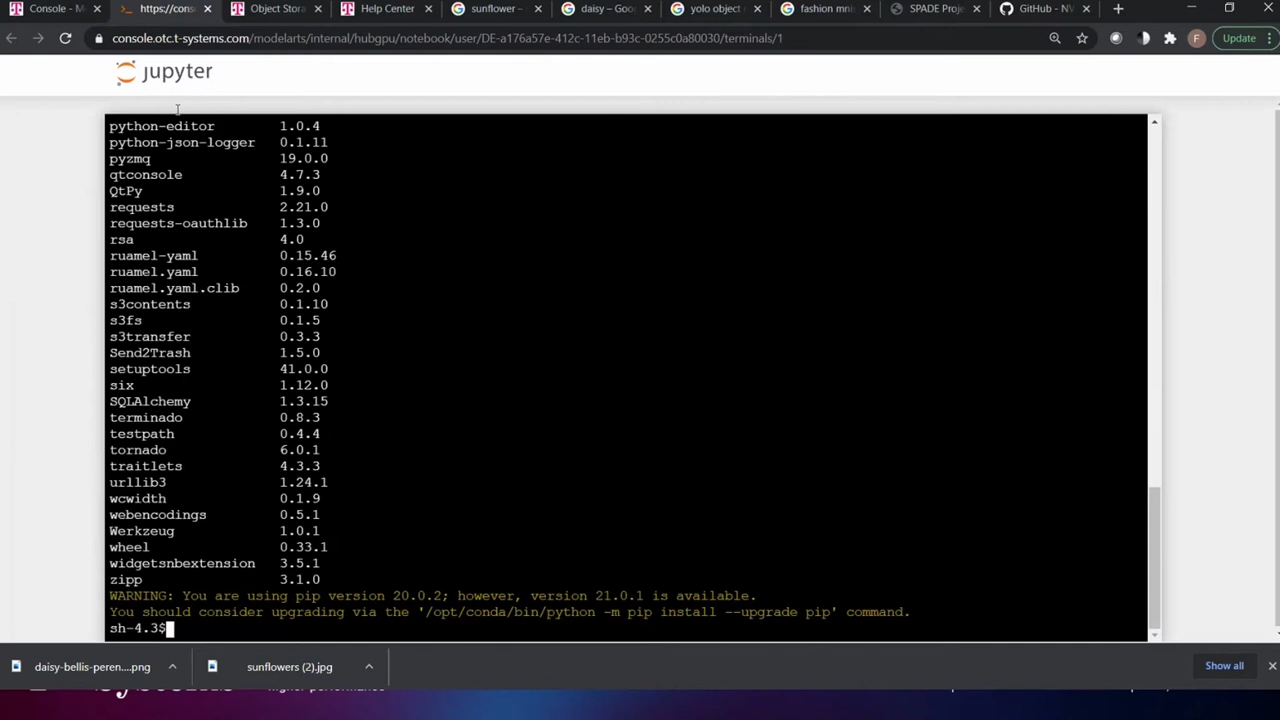 Console - M
https://cons
Object Stora
Help Center
sunflower –
daisy – Goo
yolo object
fashion mnis
SPADE Proj
GitHub - NV
console.otc.t-systems.com/modelarts/internal/hubgpu/notebook/user/DE-a176a57e-412c-11eb-b93c-0255c0a80030/terminals/1
F
Update
jupyter
python-editor 1.0.4
python-json-logger 0.1.11
pyzmq 19.0.0
qtconsole 4.7.3
QtPy 1.9.0
requests 2.21.0
requests-oauthlib 1.3.0
rsa 4.0
ruamel-yaml 0.15.46
ruamel.yaml 0.16.10
ruamel.yaml.clib 0.2.0
s3contents 0.1.10
s3fs 0.1.5
s3transfer 0.3.3
Send2Trash 1.5.0
setuptools 41.0.0
six 1.12.0
SQLAlchemy 1.3.15
terminado 0.8.3
testpath 0.4.4
tornado 6.0.1
traitlets 4.3.3
urllib3 1.24.1
wcwidth 0.1.9
webencodings 0.5.1
Werkzeug 1.0.1
wheel 0.33.1
widgetsnbextension 3.5.1
zipp 3.1.0
WARNING: You are using pip version 20.0.2; however, version 21.0.1 is available.
You should consider upgrading via the '/opt/conda/bin/python -m pip install --upgrade pip' command.
sh-4.3$
daisy-bellis-peren....png
sunflowers (2).jpg
Show all